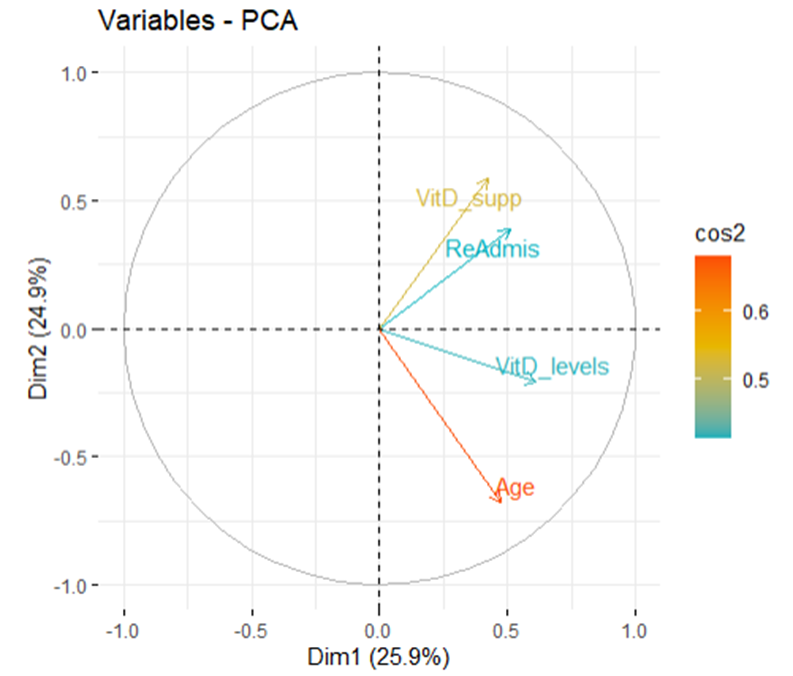 Variables - PCA
1.0
0.5
0.0
-0.5
-1.0
Dim2 (24.9%)
VitD_supp
ReAdmis
VitD_levels
Age
-1.0
-0.5
0.0
0.5
1.0
Dim1 (25.9%)
cos2
0.6
0.5